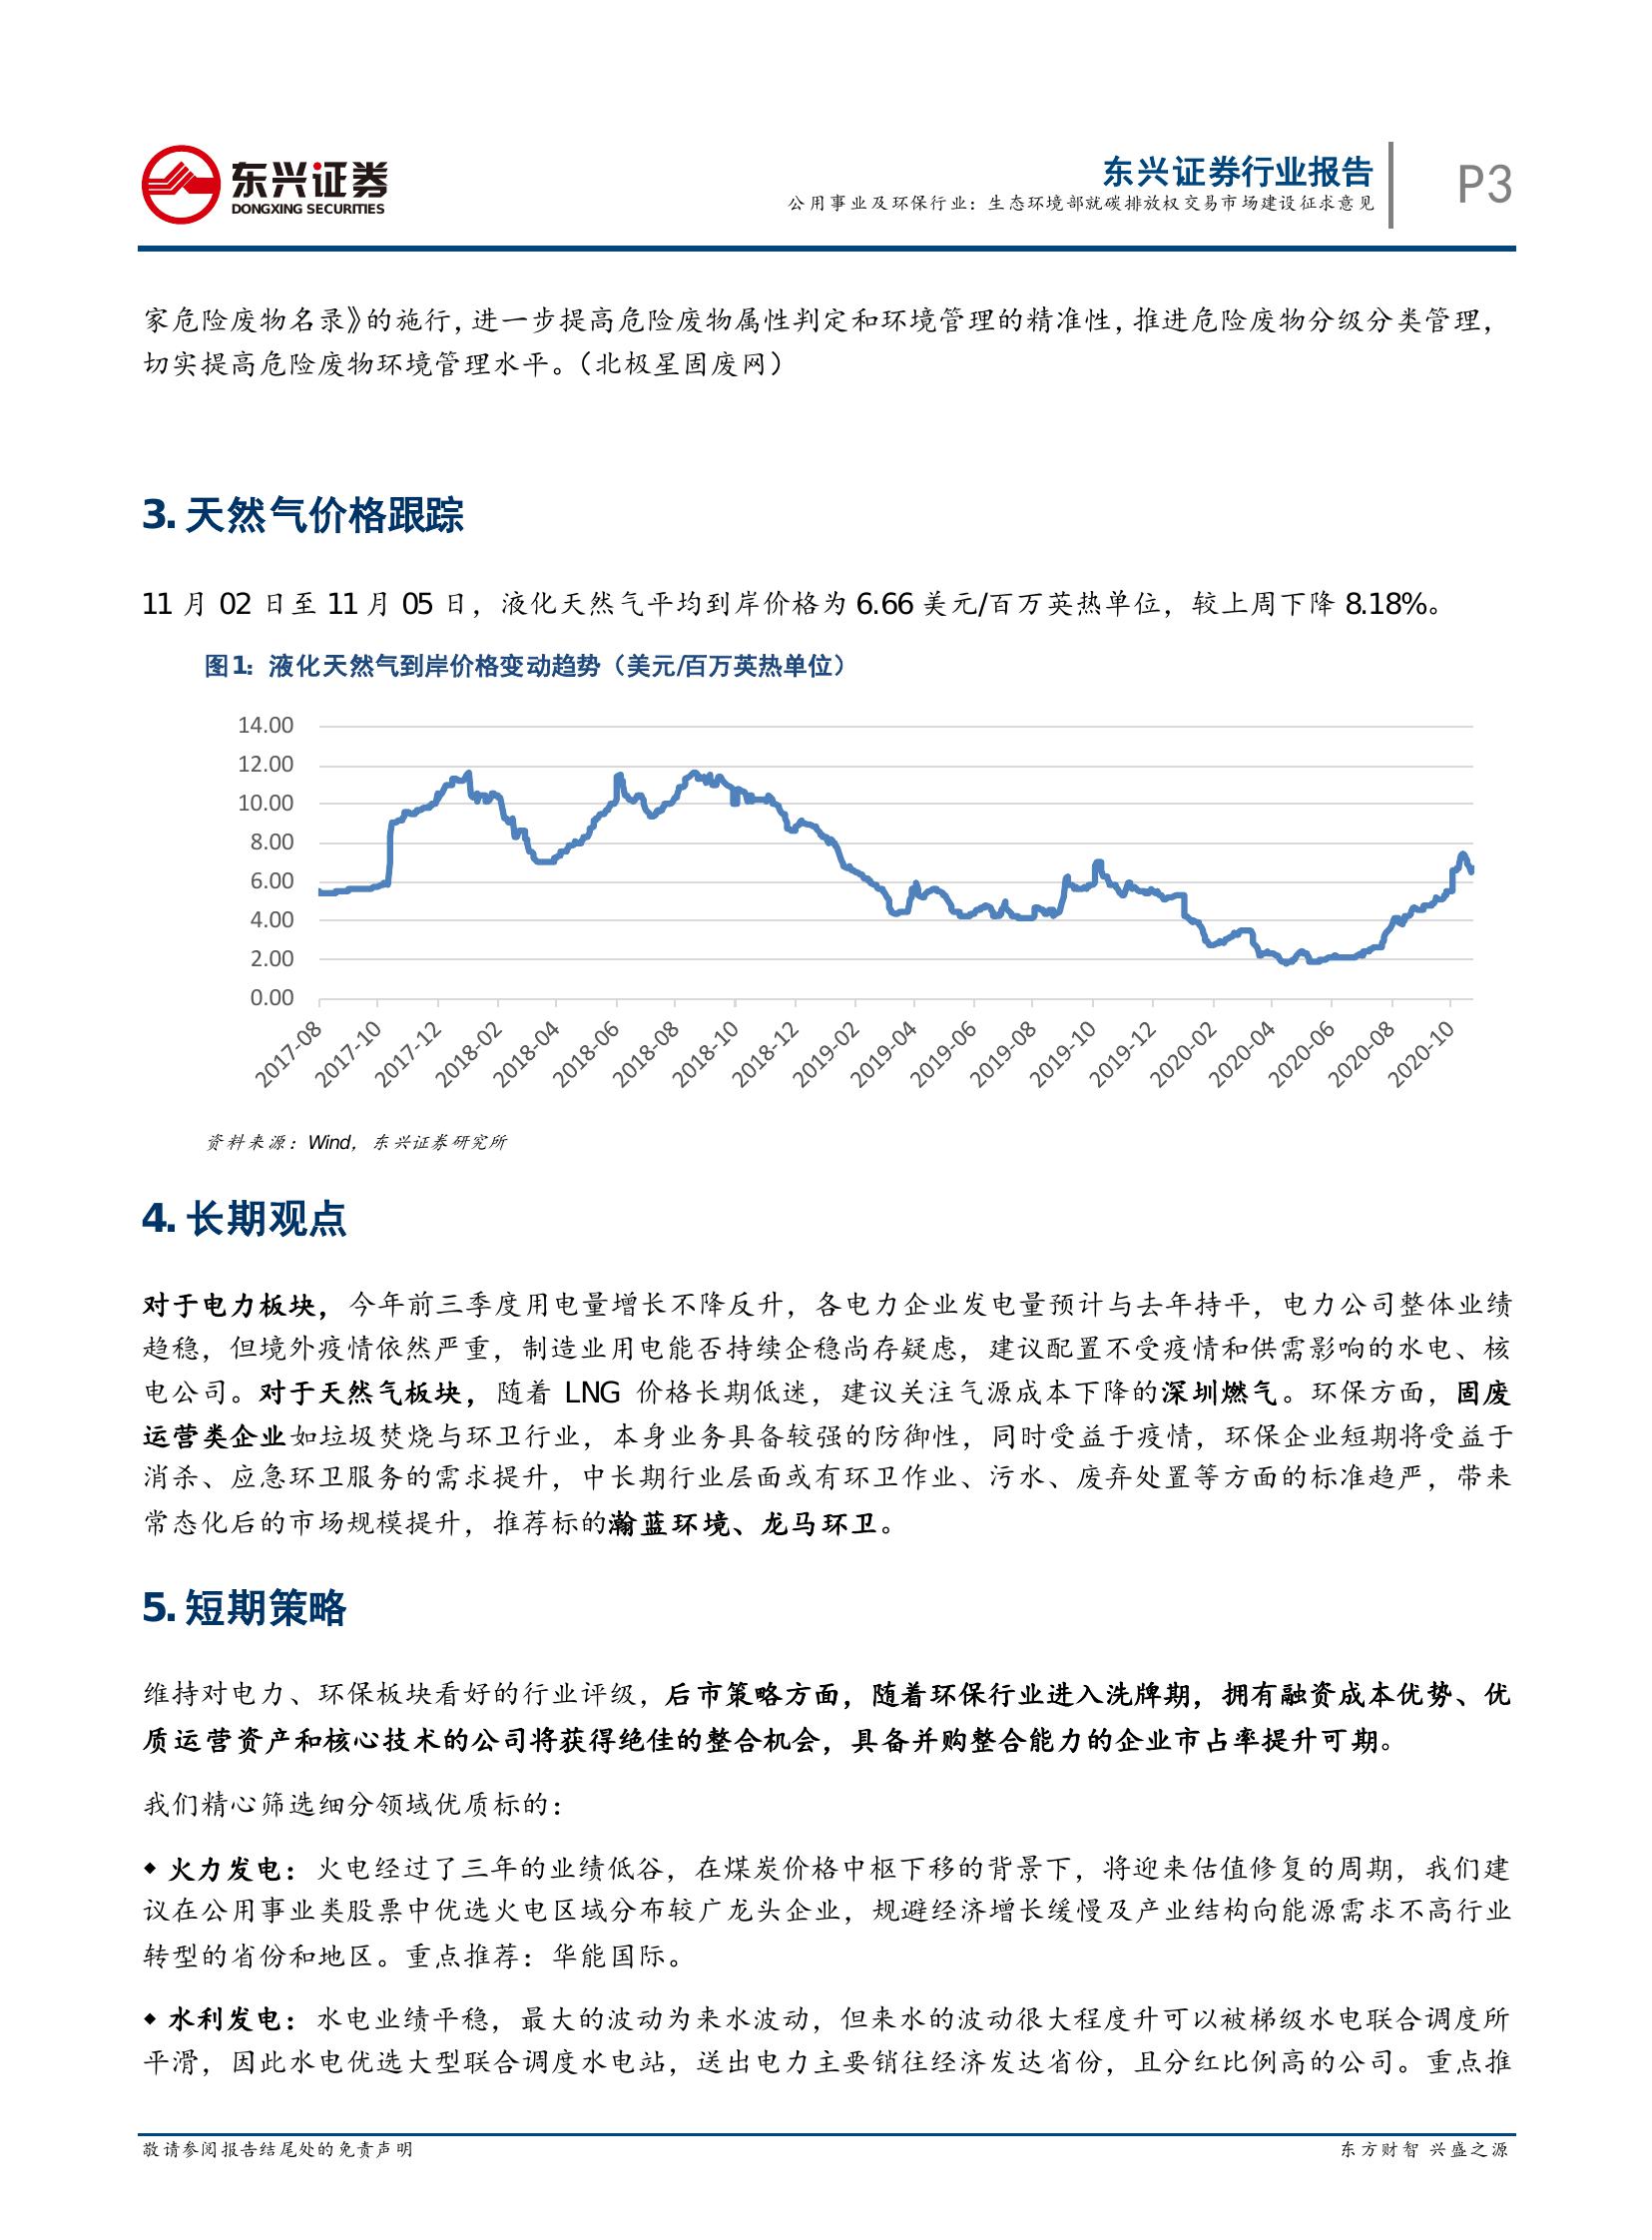 东兴证券
DONGXING SECURITIES
东兴证券行业报告
公用事业及环保行业：生态环境部就碳排放权交易市场建设征求意见
P3
家危险废物名录》的施行，进一步提高危险废物属性判定和环境管理的精准性，推进危险废物分级分类管理，
切实提高危险废物环境管理水平。（北极星固废网）
3. 天然气价格跟踪
11 月 02 日至 11 月 05 日，液化天然气平均到岸价格为 6.66 美元/百万英热单位，较上周下降 8.18%。
图1: 液化天然气到岸价格变动趋势（美元/百万英热单位）
14.00
12.00
10.00
8.00
6.00
4.00
2.00
0.00
2017-08
2017-10
2017-12
2018-02
2018-04
2018-06
2018-08
2018-10
2018-12
2019-02
2019-04
2019-06
2019-08
2019-10
2019-12
2020-02
2020-04
2020-06
2020-08
2020-10
资料来源：Wind，东兴证券研究所
4. 长期观点
对于电力板块，今年前三季度用电量增长不降反升，各电力企业发电量预计与去年持平，电力公司整体业绩
趋稳，但境外疫情依然严重，制造业用电能否持续企稳尚存疑虑，建议配置不受疫情和供需影响的水电、核
电公司。对于天然气板块，随着 LNG 价格长期低迷，建议关注气源成本下降的深圳燃气。环保方面，固废
运营类企业如垃圾焚烧与环卫行业，本身业务具备较强的防御性，同时受益于疫情，环保企业短期将受益于
消杀、应急环卫服务的需求提升，中长期行业层面或有环卫作业、污水、废弃处置等方面的标准趋严，带来
常态化后的市场规模提升，推荐标的瀚蓝环境、龙马环卫。
5. 短期策略
维持对电力、环保板块看好的行业评级，后市策略方面，随着环保行业进入洗牌期，拥有融资成本优势、优
质运营资产和核心技术的公司将获得绝佳的整合机会，具备并购整合能力的企业市占率提升可期。
我们精心筛选细分领域优质标的：
◆ 火力发电：火电经过了三年的业绩低谷，在煤炭价格中枢下移的背景下，将迎来估值修复的周期，我们建
议在公用事业类股票中优选火电区域分布较广龙头企业，规避经济增长缓慢及产业结构向能源需求不高行业
转型的省份和地区。重点推荐：华能国际。
◆ 水利发电：水电业绩平稳，最大的波动为来水波动，但来水的波动很大程度升可以被梯级水电联合调度所
平滑，因此水电优选大型联合调度水电站，送出电力主要销往经济发达省份，且分红比例高的公司。重点推
敬请参阅报告结尾处的免责声明
东方财智 兴盛之源